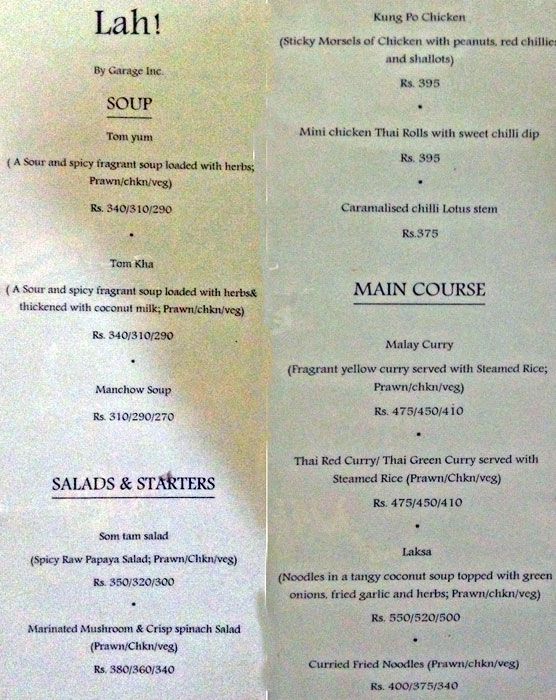 Lah!
By Garage Inc.
SOUP
Tom yum
( A Sour and spicy fragrant soup loaded with herbs;
Prawn/chkn/veg)
Rs. 340/310/290
•
Tom Kha
( A Sour and spicy fragrant soup loaded with herbs&
thickened with coconut milk; Prawn/chkn/veg)
Rs. 340/310/290
•
Manchow Soup
Rs. 310/290/270
SALADS & STARTERS
Som tam salad
(Spicy Raw Papaya Salad; Prawn/Chkn/veg)
Rs. 350/320/300
•
Marinated Mushroom & Crisp spinach Salad
(Prawn/Chkn/veg)
Rs. 380/360/340
Kung Po Chicken
(Sticky Morsels of Chicken with peanuts, red chillies
and shallots)
Rs. 395
•
Mini chicken Thai Rolls with sweet chilli dip
Rs. 395
•
Caramalised chilli Lotus stem
Rs.375
MAIN COURSE
Malay Curry
(Fragrant yellow curry served with Steamed Rice;
Prawn/chkn/veg)
Rs. 475/450/410
•
Thai Red Curry/ Thai Green Curry served with
Steamed Rice (Prawn/Chkn/veg)
Rs. 475/450/410
•
Laksa
(Noodles in a tangy coconut soup topped with green
onions, fried garlic and herbs; Prawn/chkn/veg)
Rs. 550/520/500
•
Curried Fried Noodles (Prawn/chkn/veg)
Rs. 400/375/340